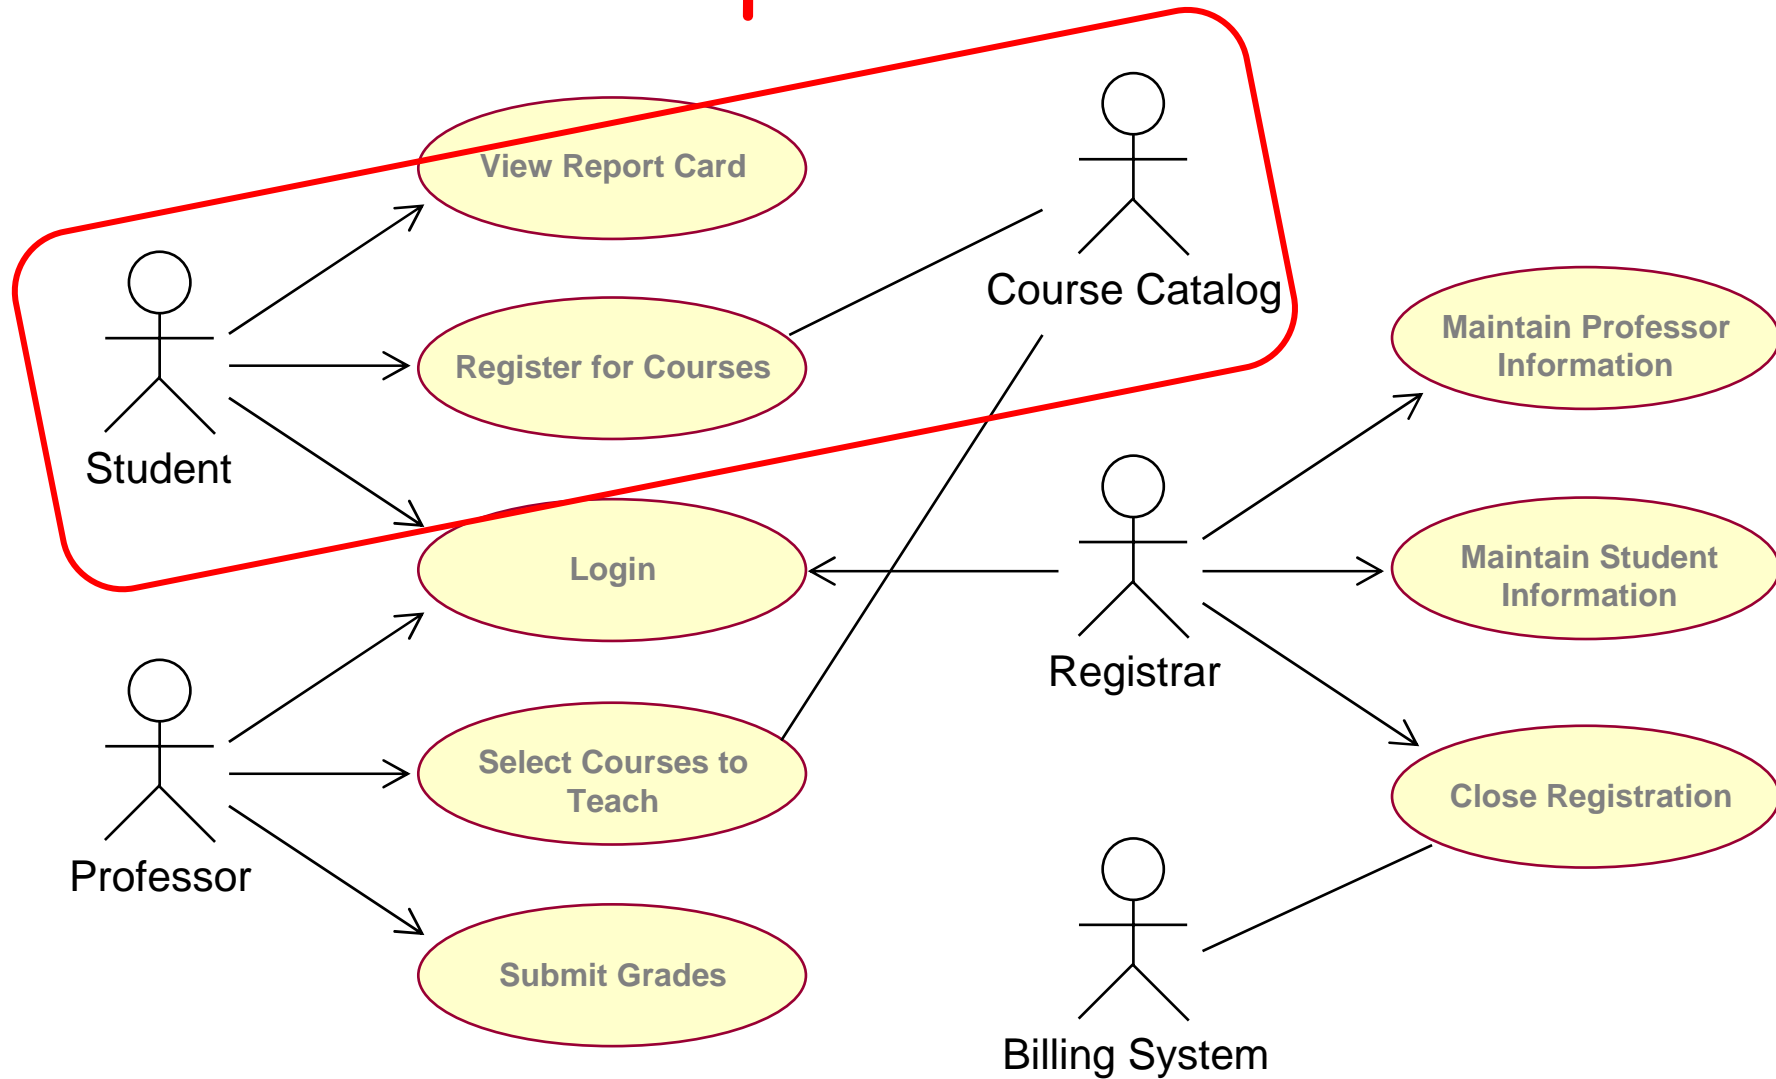 View Report Card
Course Catalog
Maintain Professor
Information
Register for Courses
Student
Login
Maintain Student
Information
Registrar
Select Courses to
Teach
Close Registration
Professor
Submit Grades
Billing System